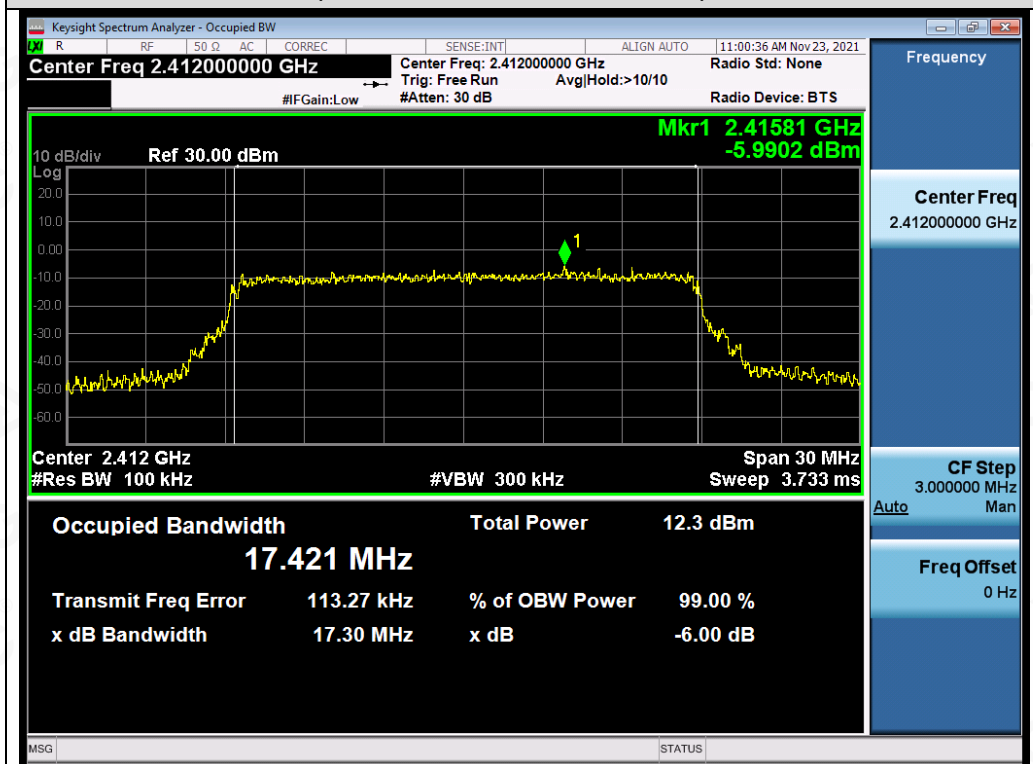 Keysight Spectrum Analyzer - Occupied BW
LXI R RF 50 Ω AC CORREC SENSE:INT ALIGN AUTO 11:00:36 AM Nov 23, 2021
Center Freq 2.412000000 GHz
Center Freq: 2.412000000 GHz
Radio Std: None
Trig: Free Run Avg|Hold:>10/10
#IFGain:Low
#Atten: 30 dB
Radio Device: BTS
Mkr1 2.41581 GHz
-5.9902 dBm
10 dB/div Ref 30.00 dBm
Log
20.0
10.0
0.00
-10.0
-20.0
-30.0
-40.0
-50.0
-60.0
1
Center 2.412 GHz Span 30 MHz
#Res BW 100 kHz #VBW 300 kHz Sweep 3.733 ms
Occupied Bandwidth
17.421 MHz
Total Power 12.3 dBm
Transmit Freq Error 113.27 kHz % of OBW Power 99.00 %
x dB Bandwidth 17.30 MHz x dB -6.00 dB
Frequency
Center Freq
2.412000000 GHz
CF Step
3.000000 MHz
Auto Man
Freq Offset
0 Hz
MSG STATUS